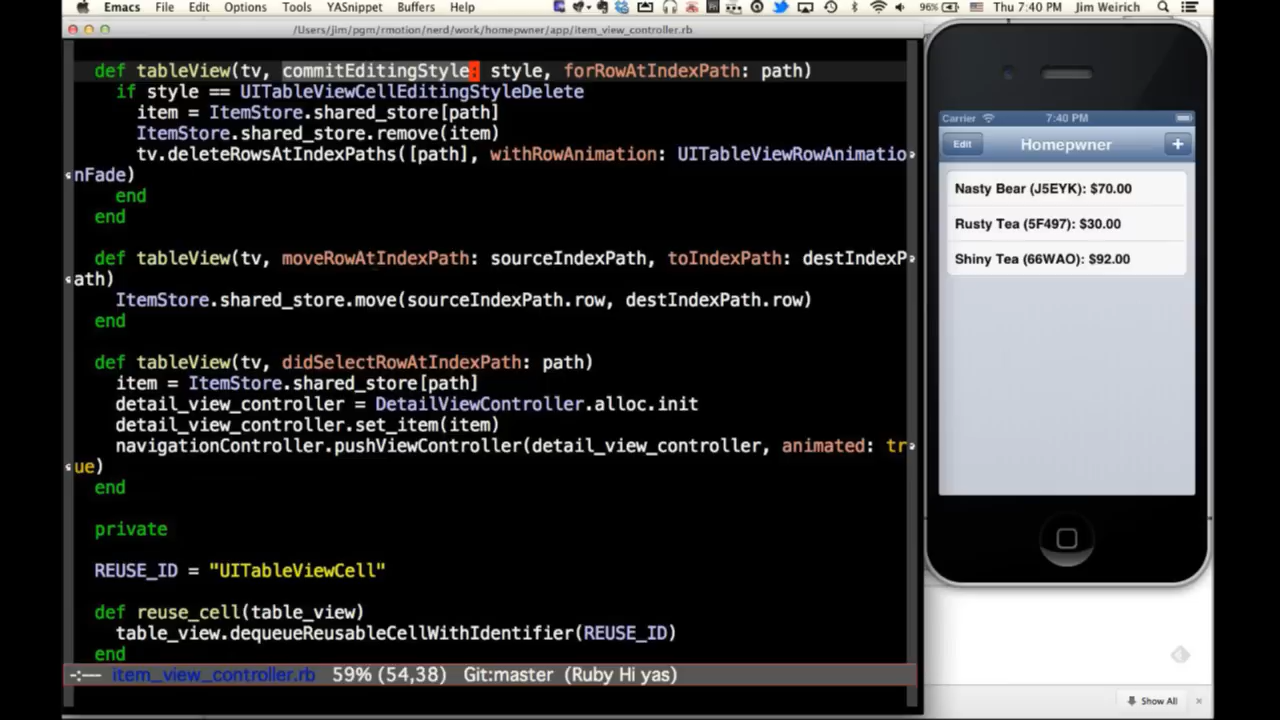 Emacs File Edit Options Tools YASnippet Buffers Help 96% Thu 7:40 PM Jim Weirich
/Users/jim/pgm/rmotion/nerd/work/homepwner/app/item_view_controller.rb
def tableView(tv, commitEditingStyle: style, forRowAtIndexPath: path)
if style == UITableViewCellEditingStyleDelete
item = ItemStore.shared_store[path]
ItemStore.shared_store.remove(item)
tv.deleteRowsAtIndexPaths([path], withRowAnimation: UITableViewRowAnimatio
nFade)
end
end
def tableView(tv, moveRowAtIndexPath: sourceIndexPath, toIndexPath: destIndexP
ath)
ItemStore.shared_store.move(sourceIndexPath.row, destIndexPath.row)
end
def tableView(tv, didSelectRowAtIndexPath: path)
item = ItemStore.shared_store[path]
detail_view_controller = DetailViewController.alloc.init
detail_view_controller.set_item(item)
navigationController.pushViewController(detail_view_controller, animated: tr
ue)
end
private
REUSE_ID = "UITableViewCell"
def reuse_cell(table_view)
table_view.dequeueReusableCellWithIdentifier(REUSE_ID)
end
-:--- item_view_controller.rb 59% (54,38) Git:master (Ruby Hi yas)
Carrier 7:40 PM
Edit Homepwner +
Nasty Bear (J5EYK): $70.00
Rusty Tea (5F497): $30.00
Shiny Tea (66WAO): $92.00
Show All